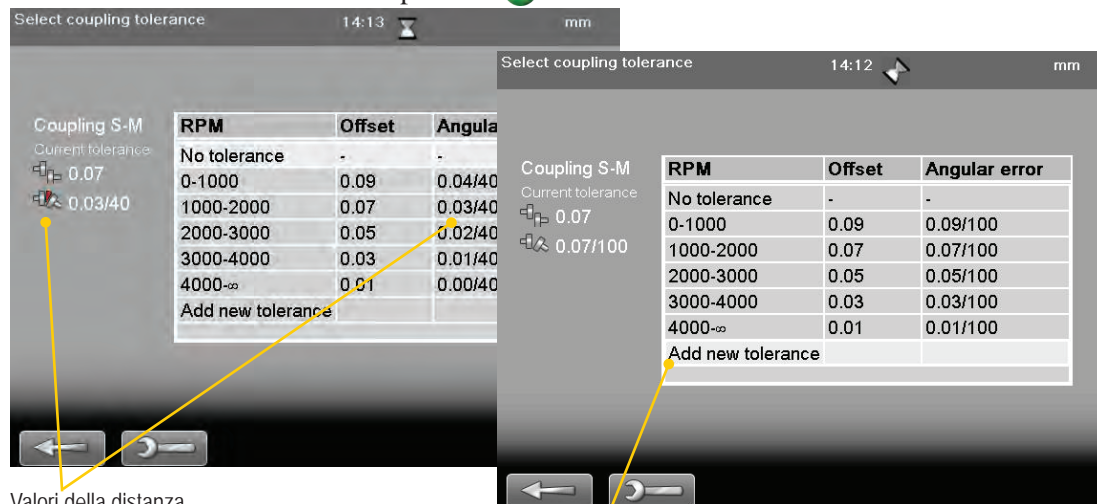 Select coupling tolerance 14:13 mm
Coupling S-M
Current tolerance
0.07
0.03/40
RPM Offset Angula
No tolerance - -
0-1000 0.09 0.04/40
1000-2000 0.07 0.03/40
2000-3000 0.05 0.02/40
3000-4000 0.03 0.01/40
4000-∞ 0.01 0.00/40
Add new tolerance
Valori della distanza
Select coupling tolerance 14:12 mm
Coupling S-M
Current tolerance
0.07
0.07/100
RPM Offset Angular error
No tolerance - -
0-1000 0.09 0.09/100
1000-2000 0.07 0.07/100
2000-3000 0.05 0.05/100
3000-4000 0.03 0.03/100
4000-∞ 0.01 0.01/100
Add new tolerance